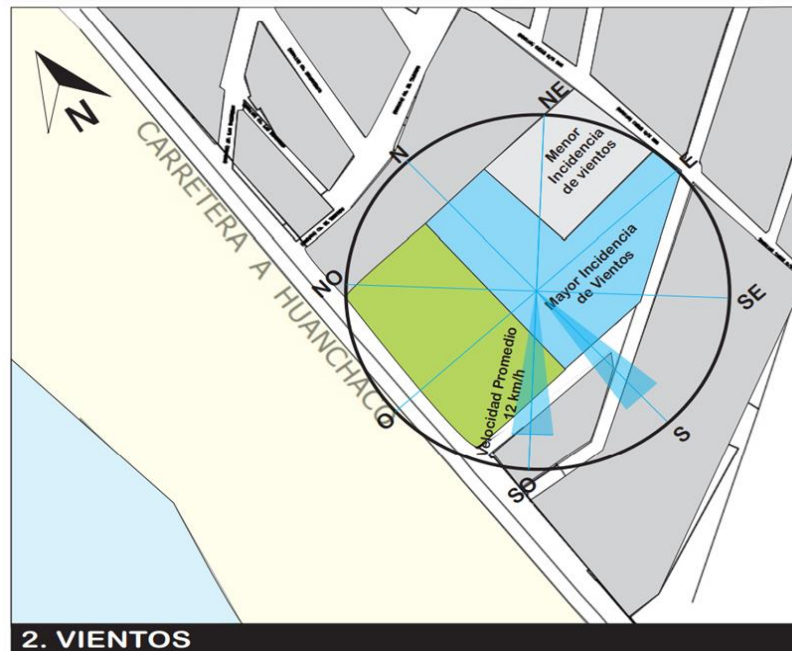 N
CARRETERA A HUANCHACO
N
NE
E
SE
S
SO
O
NO
Menor
Incidencia
de vientos
Mayor Incidencia
de Vientos
Velocidad Promedio
12 km/h
2. VIENTOS